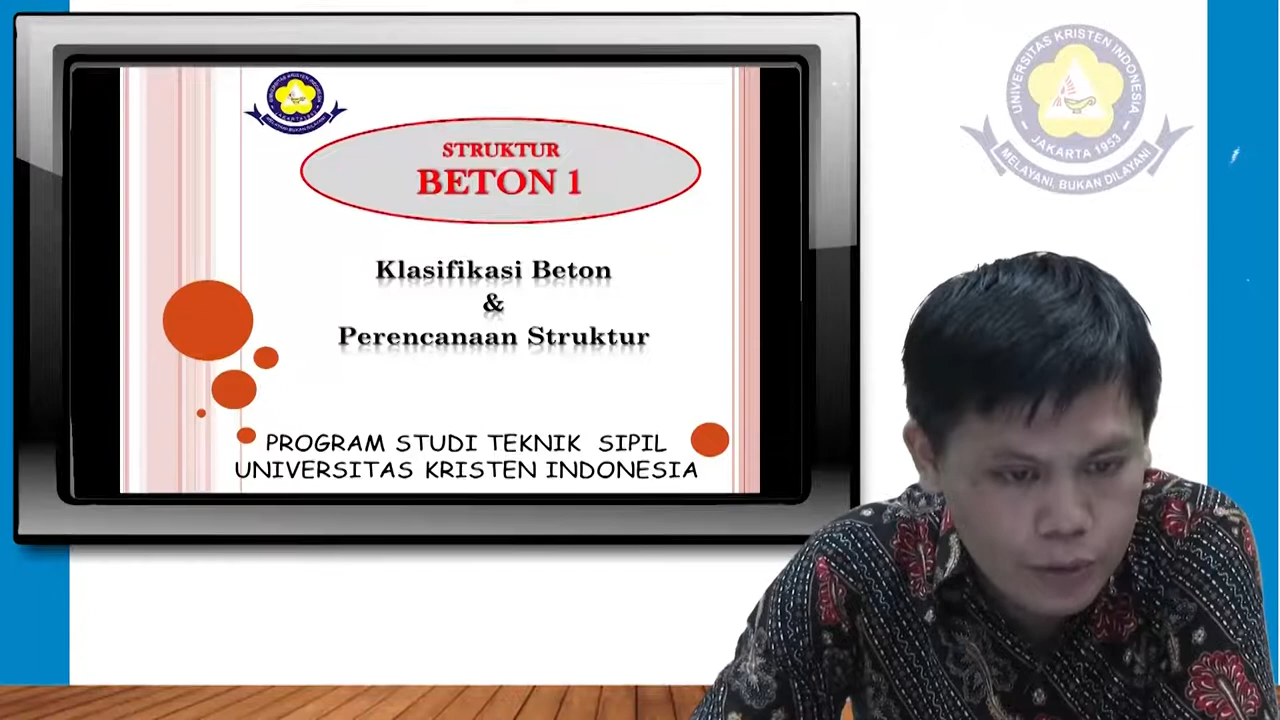 STRUKTUR
BETON 1
Klasifikasi Beton
&
Perencanaan Struktur
PROGRAM STUDI TEKNIK SIPIL
UNIVERSITAS KRISTEN INDONESIA
UNIVERSITAS KRISTEN INDONESIA
JAKARTA 1953
MELAYANI, BUKAN DILAYANI